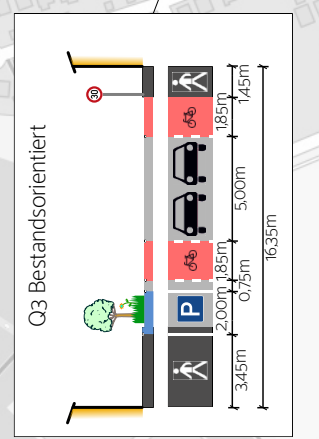 Q3 Bestandsorientiert
30
P
3,45m
2,00m
0,75m
1,85m
5,00m
1,85m
1,45m
16,35m